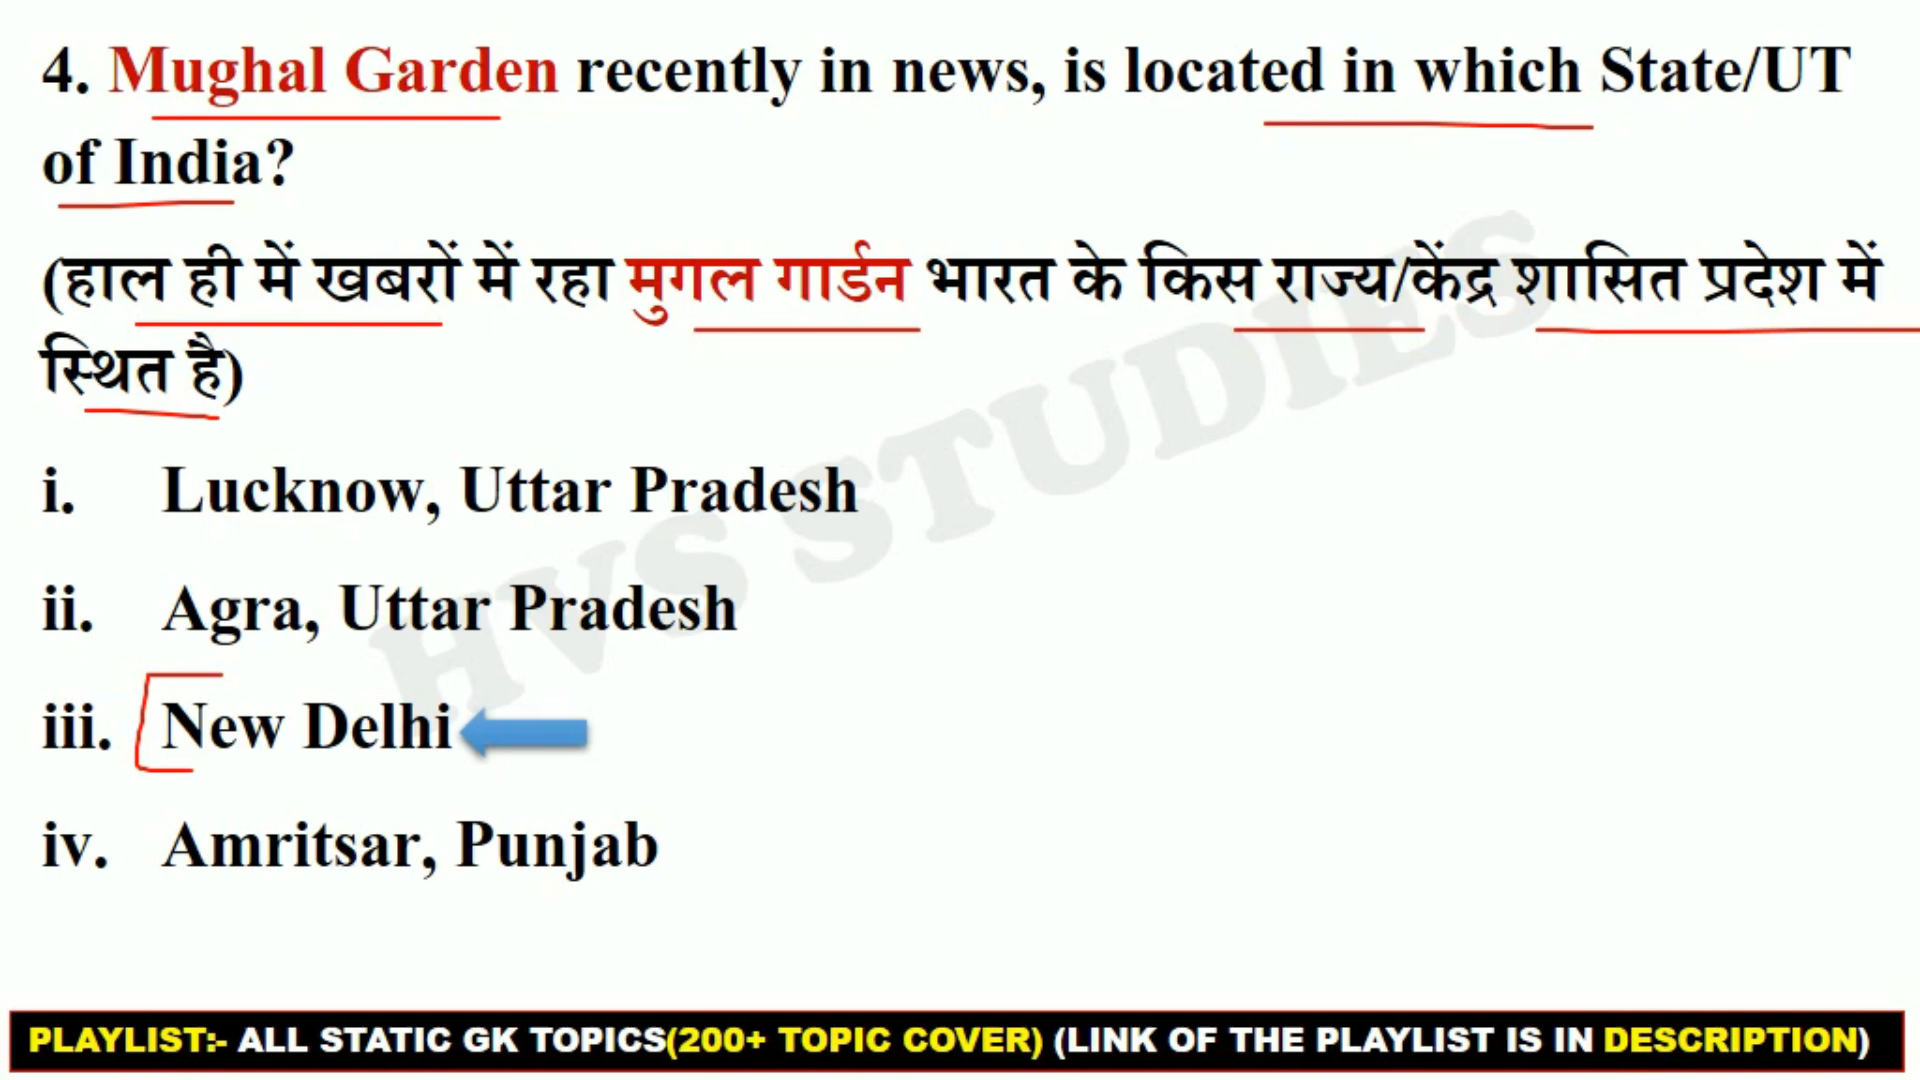 4. Mughal Garden recently in news, is located in which State/UT
of India?
(हाल ही में खबरों में रहा मुगल गार्डन भारत के किस राज्य/केंद्र शासित प्रदेश में
स्थित है)
i. Lucknow, Uttar Pradesh
ii. Agra, Uttar Pradesh
iii. New Delhi
iv. Amritsar, Punjab
HVS STUDIES
PLAYLIST:- ALL STATIC GK TOPICS(200+ TOPIC COVER) (LINK OF THE PLAYLIST IS IN DESCRIPTION)